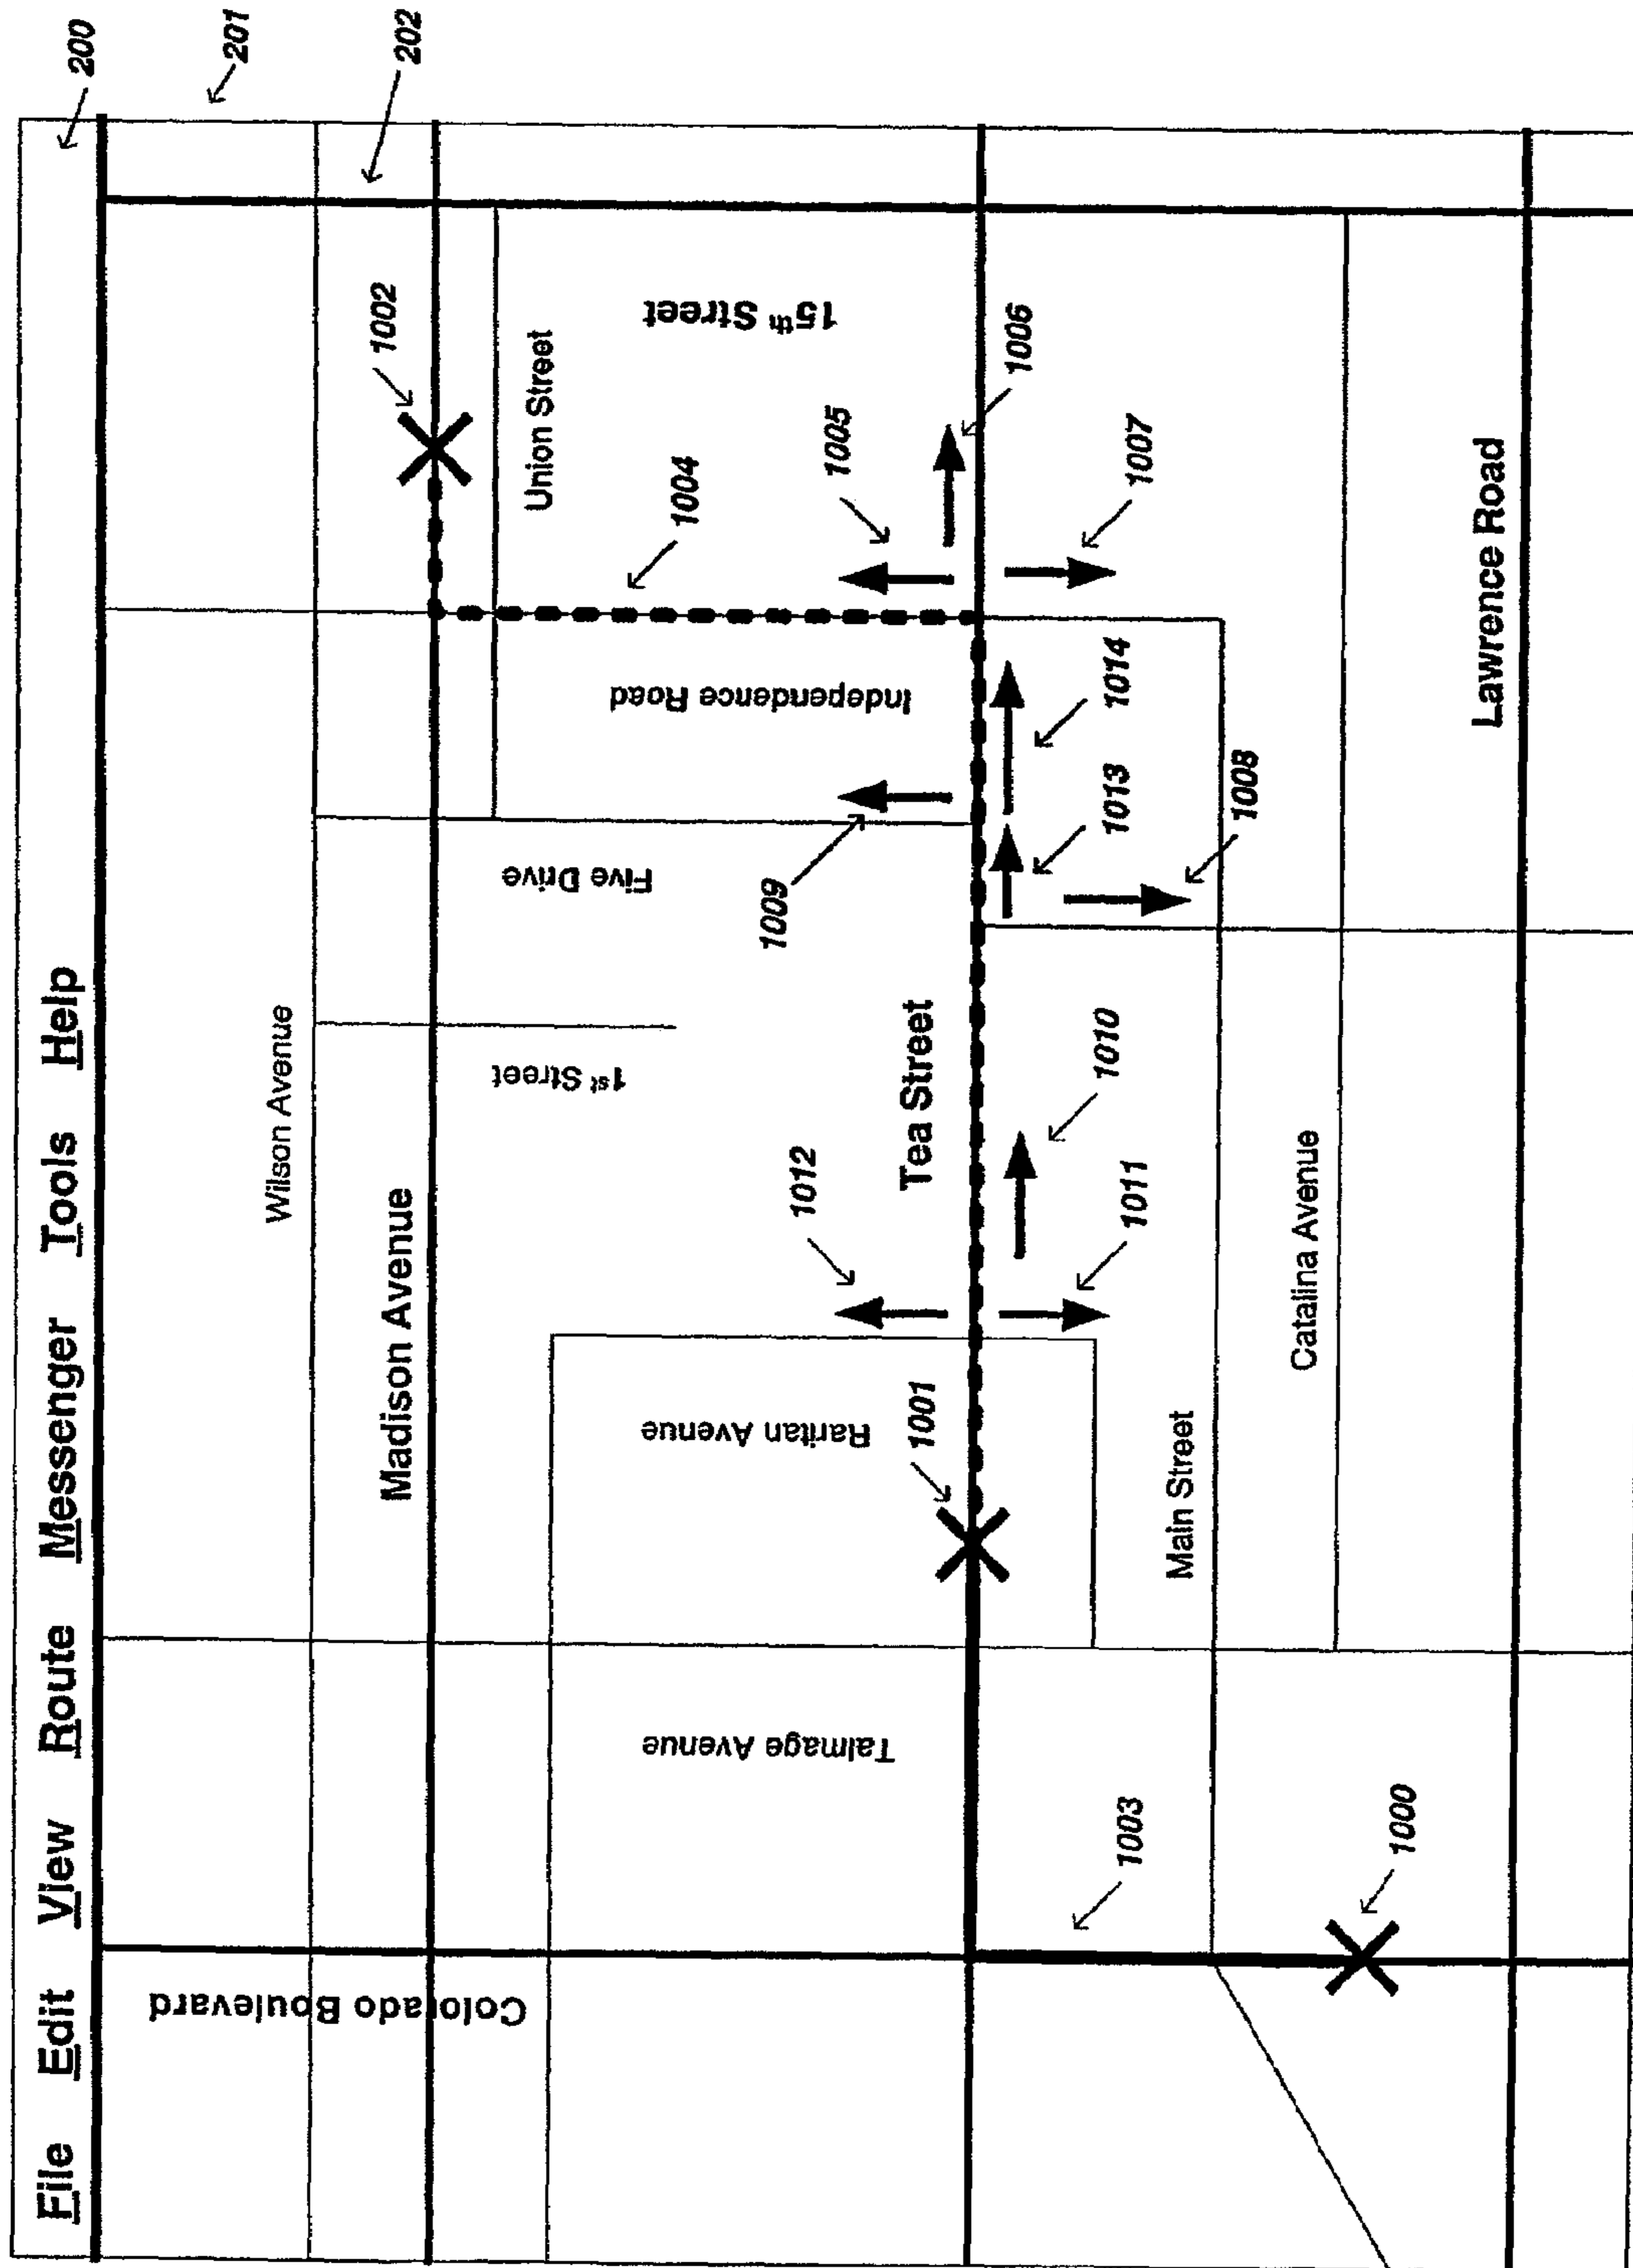 File Edit View Route Messenger Tools Help
200
201
202
Wilson Avenue
Colorado Boulevard
Madison Avenue
1002
1st Street
Five Drive
Union Street
Talmage Avenue
Raritan Avenue
Independence Road
15th Street
1004
1012
1009
1005
1001
Tea Street
1006
1003
1011
1010
1013
1014
1007
Main Street
1008
Catalina Avenue
1000
Lawrence Road